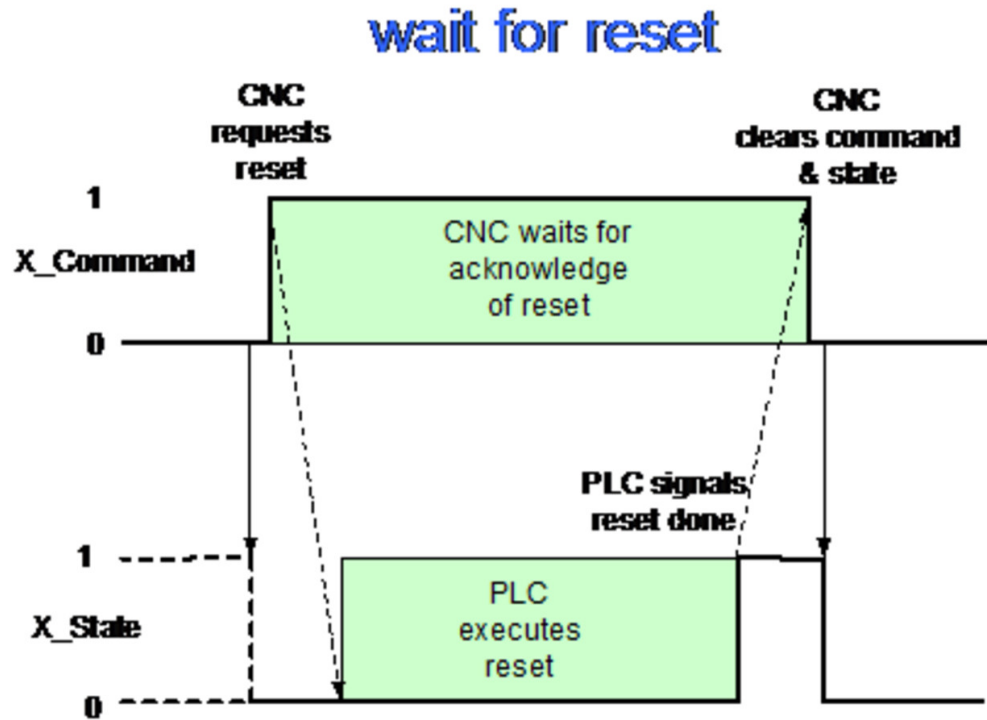 wait for reset
CNC
requests
reset
CNC
clears command
& state
1
X_Command
0
CNC waits for
acknowledge
of reset
PLC signals
reset done
1
X_State
0
PLC
executes
reset